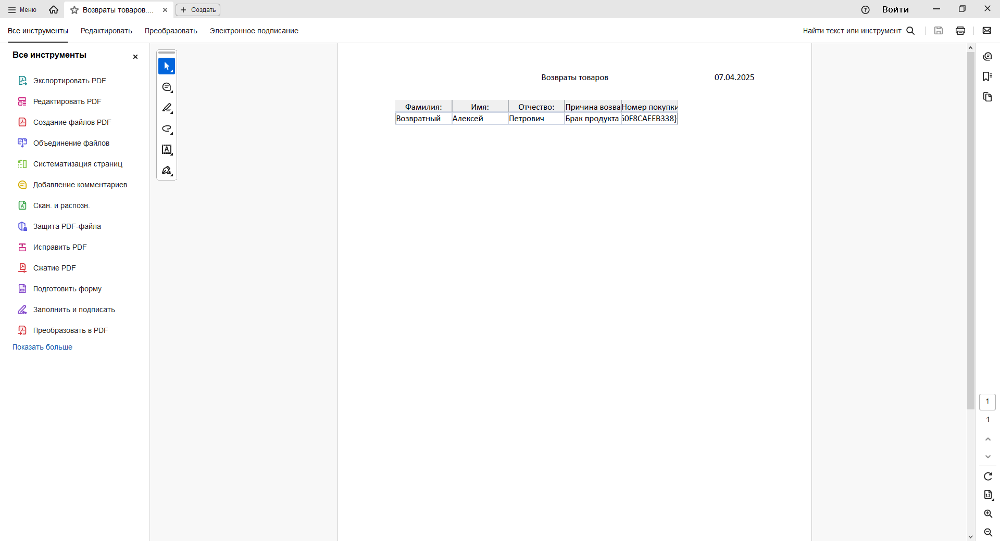 Меню
Возвраты товаров....
Создать
Войти
Все инструменты
Редактировать
Преобразовать
Электронное подписание
Найти текст или инструмент
Все инструменты
Экспортировать PDF
Редактировать PDF
Создание файлов PDF
Объединение файлов
Систематизация страниц
Добавление комментариев
Скан. и распозн.
Защита PDF-файла
Исправить PDF
Сжатие PDF
Подготовить форму
Заполнить и подписать
Преобразовать в PDF
Показать больше
Возвраты товаров 07.04.2025
Фамилия: Имя: Отчество: Причина возва Номер покупки
Возвратный Алексей Петрович Брак продукта 50F8CAEEB338}
1
1